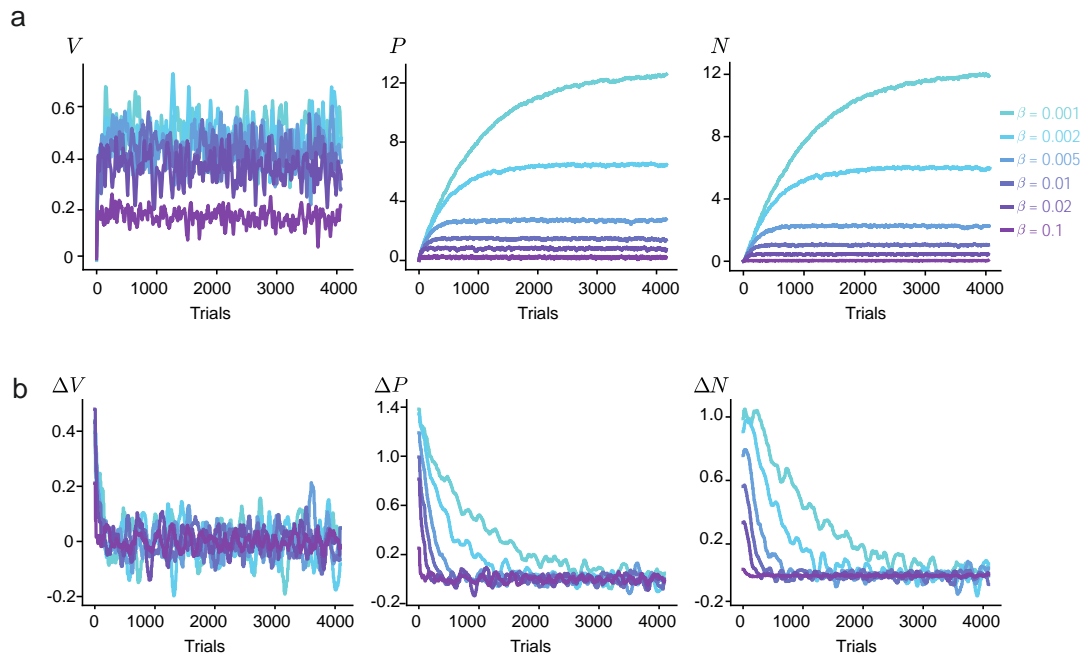 a
V
P
N
0.6
0.4
0.2
0
0
1000
2000
3000
4000
Trials
12
8
4
0
0
1000
2000
3000
4000
Trials
12
8
4
0
0
1000
2000
3000
4000
Trials
β = 0.001
β = 0.002
β = 0.005
β = 0.01
β = 0.02
β = 0.1
b
ΔV
ΔP
ΔN
0.4
0.2
0
-0.2
0
1000
2000
3000
4000
Trials
1.4
1.0
0.6
0.2
-0.2
0
1000
2000
3000
4000
Trials
1.0
0.6
0.2
-0.2
0
1000
2000
3000
4000
Trials